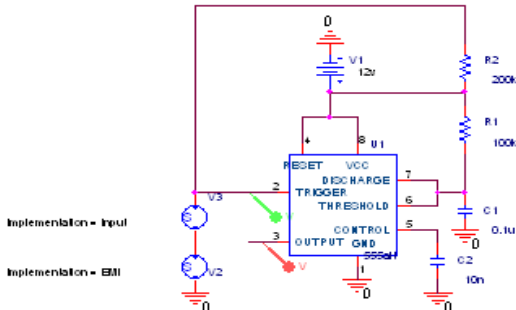 0
V1
12v
R2
200k
R1
100k
4
8
U1
RESET
VCC
DISCHARGE
7
2
TRIGGER
THRESHOLD
6
V3
CONTROL
5
C1
0.1u
Implementation = Input
3
OUTPUT
GND
V
V
0
C2
10n
1
V2
Implementation = EMI
0
0
0